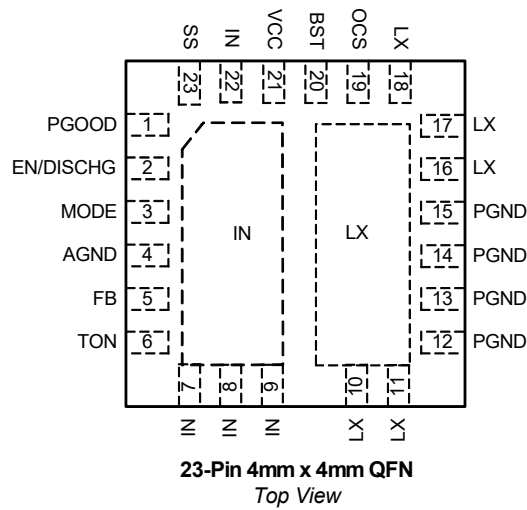 SS IN VCC BST OCS LX
23 22 21 20 19 18
PGOOD 1
EN/DISCHG 2
MODE 3
AGND 4
FB 5
TON 6
IN
LX
17 LX
16 LX
15 PGND
14 PGND
13 PGND
12 PGND
7 8 9 10 11
IN IN IN LX LX
23-Pin 4mm x 4mm QFN
Top View